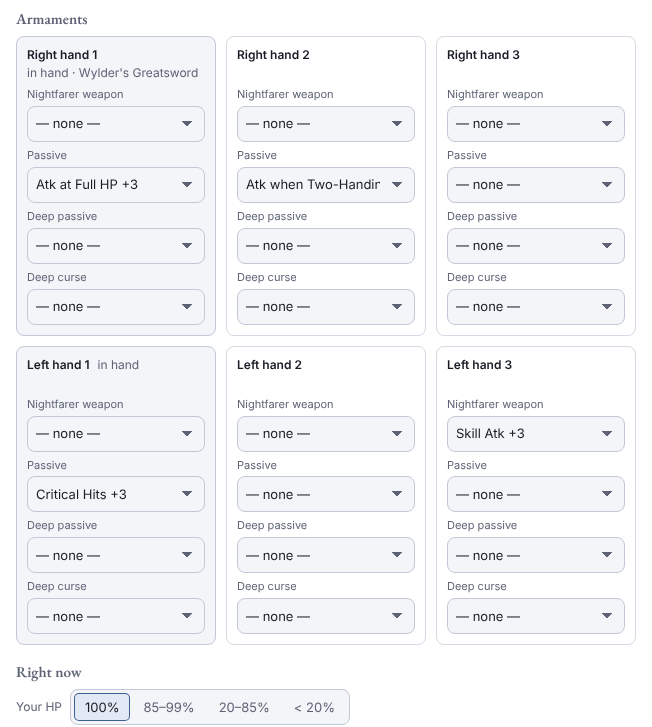 Armaments
Right hand 1
in hand · Wylder's Greatsword
Nightfarer weapon
— none —
Passive
Atk at Full HP +3
Deep passive
— none —
Deep curse
— none —
Right hand 2
Nightfarer weapon
— none —
Passive
Atk when Two-Handin
Deep passive
— none —
Deep curse
— none —
Right hand 3
Nightfarer weapon
— none —
Passive
— none —
Deep passive
— none —
Deep curse
— none —
Left hand 1 in hand
Nightfarer weapon
— none —
Passive
Critical Hits +3
Deep passive
— none —
Deep curse
— none —
Left hand 2
Nightfarer weapon
— none —
Passive
— none —
Deep passive
— none —
Deep curse
— none —
Left hand 3
Nightfarer weapon
Skill Atk +3
Passive
— none —
Deep passive
— none —
Deep curse
— none —
Right now
Your HP 100% 85–99% 20–85% < 20%